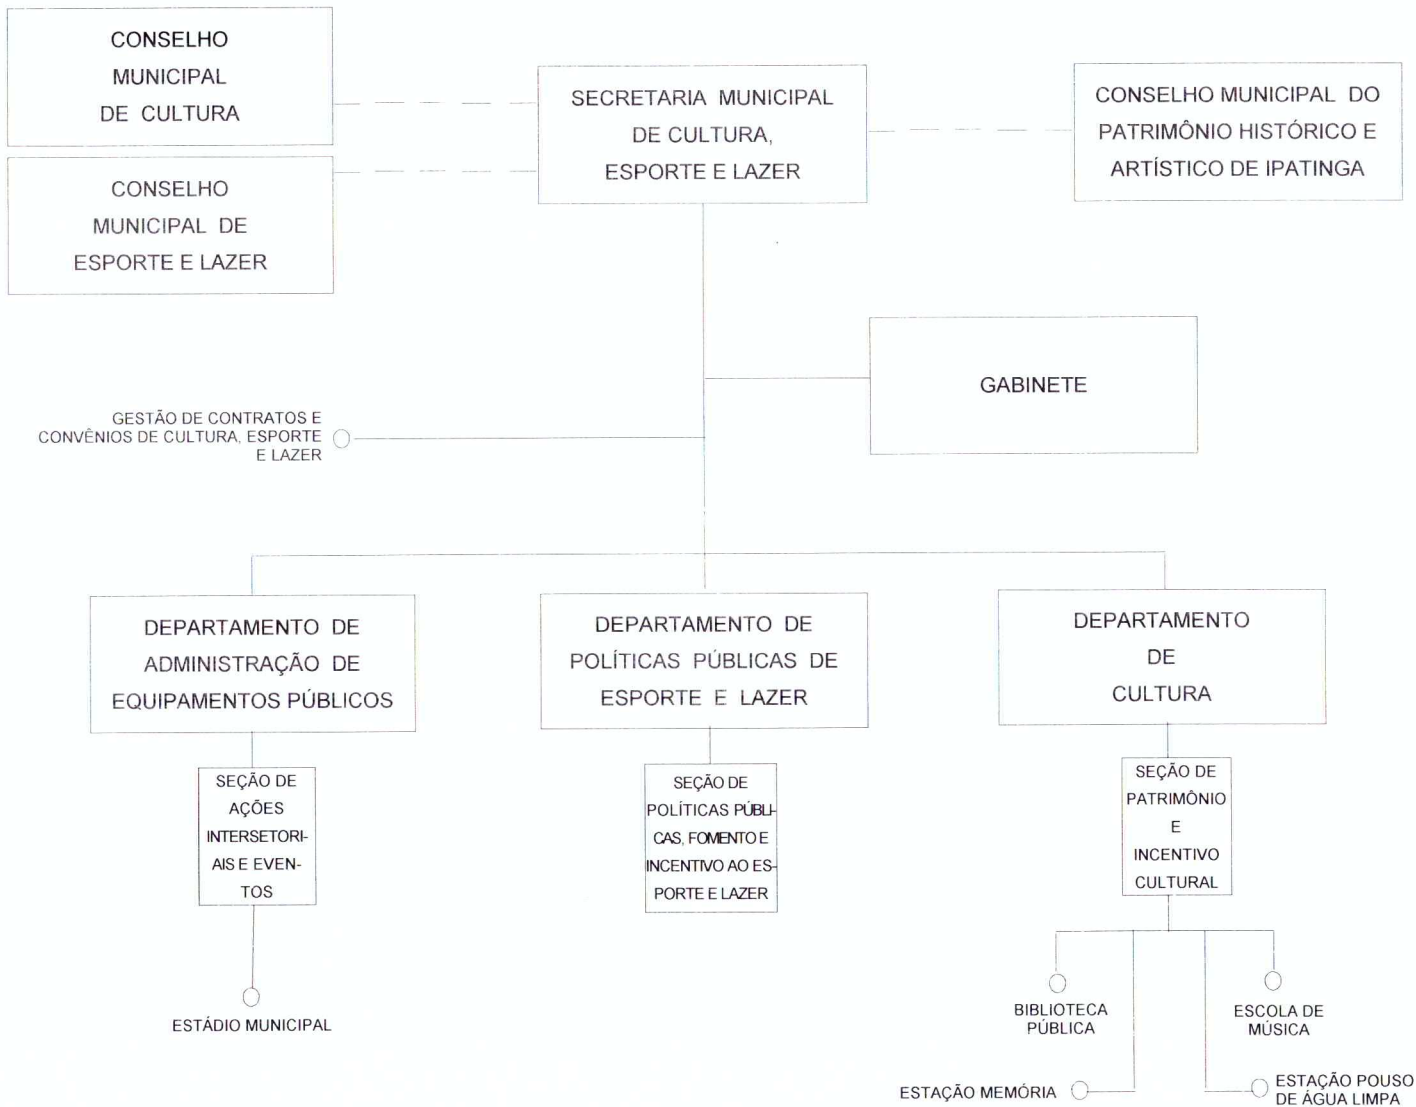 CONSELHO
MUNICIPAL
DE CULTURA
SECRETARIA MUNICIPAL
DE CULTURA,
ESPORTE E LAZER
CONSELHO MUNICIPAL DO
PATRIMÔNIO HISTÓRICO E
ARTÍSTICO DE IPATINGA
CONSELHO
MUNICIPAL DE
ESPORTE E LAZER
GABINETE
GESTÃO DE CONTRATOS E
CONVÊNIOS DE CULTURA, ESPORTE
E LAZER
DEPARTAMENTO DE
ADMINISTRAÇÃO DE
EQUIPAMENTOS PÚBLICOS
DEPARTAMENTO DE
POLÍTICAS PÚBLICAS DE
ESPORTE E LAZER
DEPARTAMENTO
DE
CULTURA
SEÇÃO DE
AÇÕES
INTERSETORI-
AIS E EVEN-
TOS
SEÇÃO DE
POLÍTICAS PÚBLI-
CAS, FOMENTO E
INCENTIVO AO ES-
PORTE E LAZER
SEÇÃO DE
PATRIMÔNIO
E
INCENTIVO
CULTURAL
ESTÁDIO MUNICIPAL
BIBLIOTECA
PÚBLICA
ESCOLA DE
MÚSICA
ESTAÇÃO MEMÓRIA
ESTAÇÃO POUSO
DE ÁGUA LIMPA